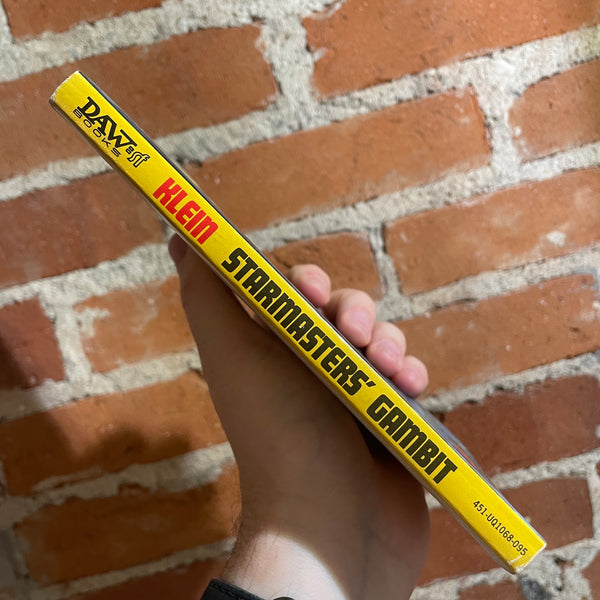 DAW
BOOKS
sf
KLEIN
STARMASTERS' GAMBIT
451-UQ1068-095